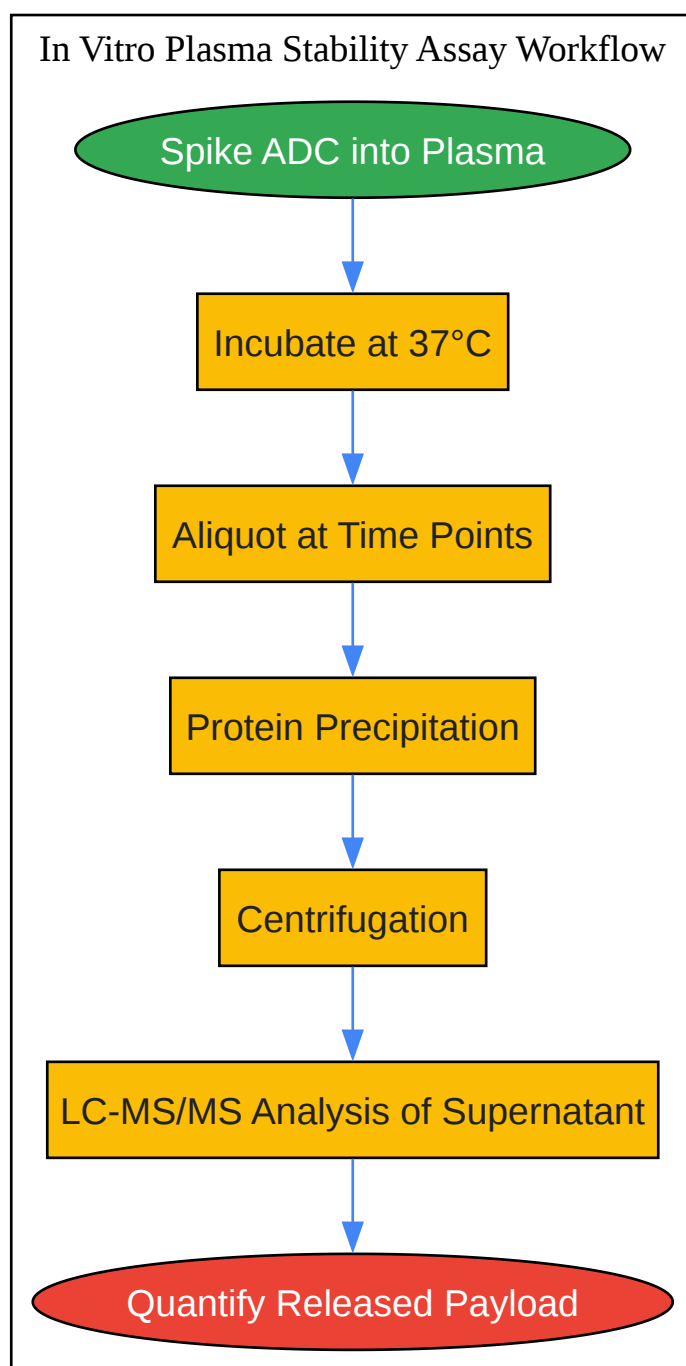 In Vitro Plasma Stability Assay Workflow
Spike ADC into Plasma
Incubate at 37°C
Aliquot at Time Points
Protein Precipitation
Centrifugation
LC-MS/MS Analysis of Supernatant
Quantify Released Payload